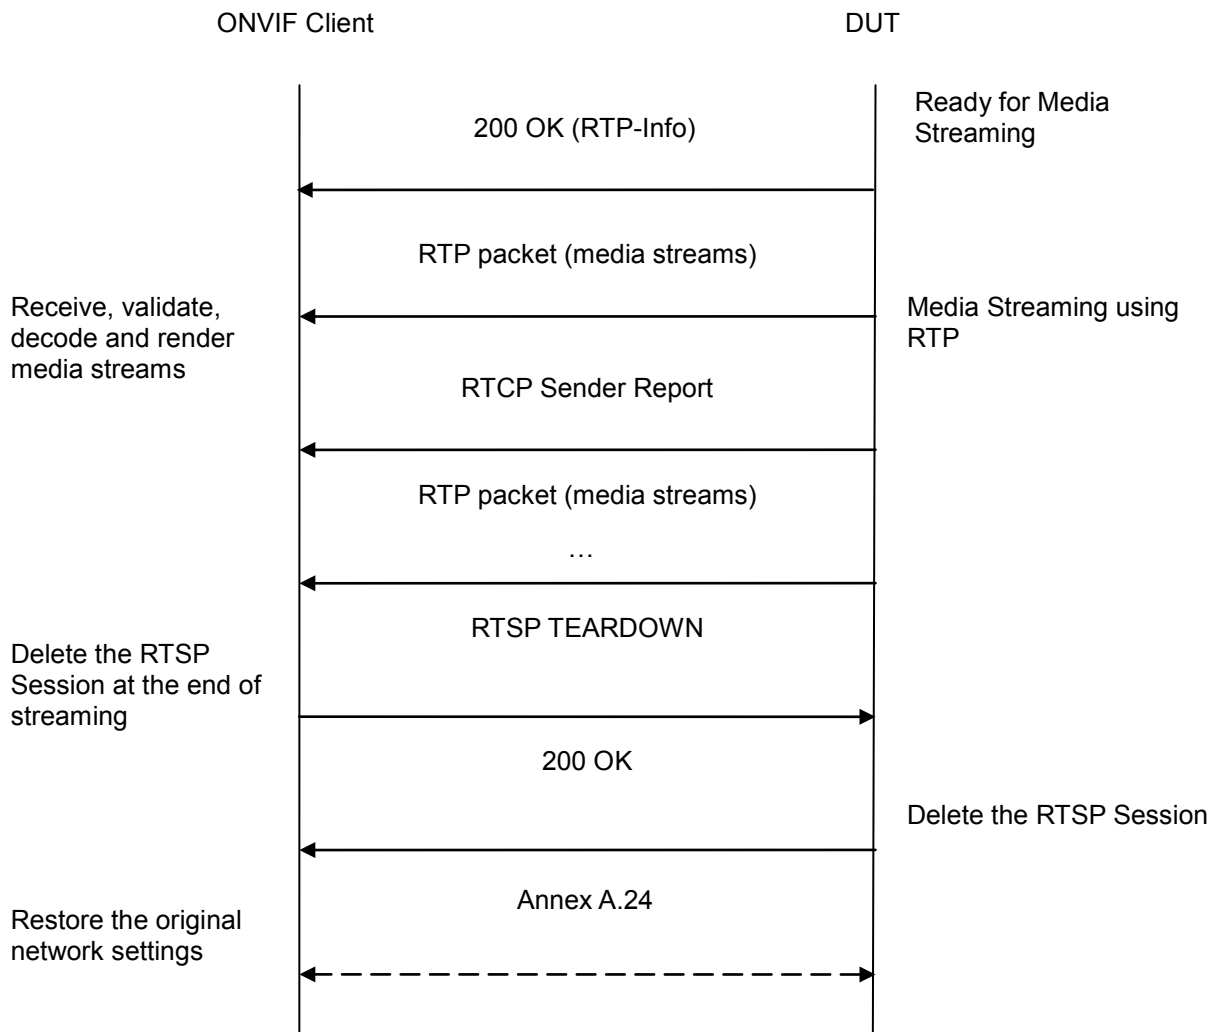 ONVIF Client
DUT
Ready for Media
Streaming
200 OK (RTP-Info)
RTP packet (media streams)
Receive, validate,
decode and render
media streams
Media Streaming using
RTP
RTCP Sender Report
RTP packet (media streams)
…
RTSP TEARDOWN
Delete the RTSP
Session at the end of
streaming
200 OK
Delete the RTSP Session
Annex A.24
Restore the original
network settings